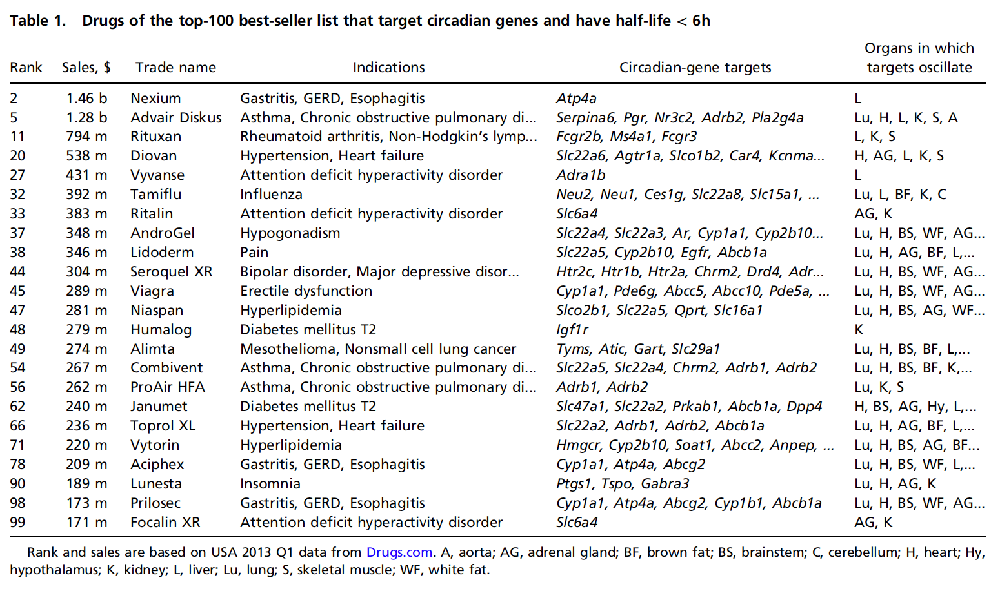 Table 1. Drugs of the top-100 best-seller list that target circadian genes and have half-life < 6h
Organs in which
Rank Sales, $ Trade name Indications Circadian-gene targets targets oscillate
2 1.46 b Nexium Gastritis, GERD, Esophagitis Atp4a L
5 1.28 b Advair Diskus Asthma, Chronic obstructive pulmonary di... Serpina6, Pgr, Nr3c2, Adrb2, Pla2g4a Lu, H, L, K, S, A
11 794 m Rituxan Rheumatoid arthritis, Non-Hodgkin's lymp... Fcgr2b, Ms4a1, Fcgr3 L, K, S
20 538 m Diovan Hypertension, Heart failure Slc22a6, Agtr1a, Slco1b2, Car4, Kcnma... H, AG, L, K, S
27 431 m Vyvanse Attention deficit hyperactivity disorder Adra1b L
32 392 m Tamiflu Influenza Neu2, Neu1, Ces1g, Slc22a8, Slc15a1, ... Lu, L, BF, K, C
33 383 m Ritalin Attention deficit hyperactivity disorder Slc6a4 AG, K
37 348 m AndroGel Hypogonadism Slc22a4, Slc22a3, Ar, Cyp1a1, Cyp2b10... Lu, H, BS, WF, AG...
38 346 m Lidoderm Pain Slc22a5, Cyp2b10, Egfr, Abcb1a Lu, H, AG, BF, L,...
44 304 m Seroquel XR Bipolar disorder, Major depressive disor... Htr2c, Htr1b, Htr2a, Chrm2, Drd4, Adr... Lu, H, BS, WF, AG...
45 289 m Viagra Erectile dysfunction Cyp1a1, Pde6g, Abcc5, Abcc10, Pde5a, ... Lu, H, BS, WF, AG...
47 281 m Niaspan Hyperlipidemia Slco2b1, Slc22a5, Qprt, Slc16a1 Lu, H, BS, AG, WF...
48 279 m Humalog Diabetes mellitus T2 Igf1r K
49 274 m Alimta Mesothelioma, Nonsmall cell lung cancer Tyms, Atic, Gart, Slc29a1 Lu, H, BS, BF, L,...
54 267 m Combivent Asthma, Chronic obstructive pulmonary di... Slc22a5, Slc22a4, Chrm2, Adrb1, Adrb2 Lu, H, BS, BF, K,...
56 262 m ProAir HFA Asthma, Chronic obstructive pulmonary di... Adrb1, Adrb2 Lu, K, S
62 240 m Janumet Diabetes mellitus T2 Slc47a1, Slc22a2, Prkab1, Abcb1a, Dpp4 H, BS, AG, Hy, L,...
66 236 m Toprol XL Hypertension, Heart failure Slc22a2, Adrb1, Adrb2, Abcb1a Lu, H, AG, BF, L,...
71 220 m Vytorin Hyperlipidemia Hmgcr, Cyp2b10, Soat1, Abcc2, Anpep, ... Lu, H, BS, AG, BF...
78 209 m Aciphex Gastritis, GERD, Esophagitis Cyp1a1, Atp4a, Abcg2 Lu, H, BS, WF, L,...
90 189 m Lunesta Insomnia Ptgs1, Tspo, Gabra3 Lu, H, AG, K
98 173 m Prilosec Gastritis, GERD, Esophagitis Cyp1a1, Atp4a, Abcg2, Cyp1b1, Abcb1a Lu, H, BS, WF, AG...
99 171 m Focalin XR Attention deficit hyperactivity disorder Slc6a4 AG, K
Rank and sales are based on USA 2013 Q1 data from Drugs.com. A, aorta; AG, adrenal gland; BF, brown fat; BS, brainstem; C, cerebellum; H, heart; Hy,
hypothalamus; K, kidney; L, liver; Lu, lung; S, skeletal muscle; WF, white fat.